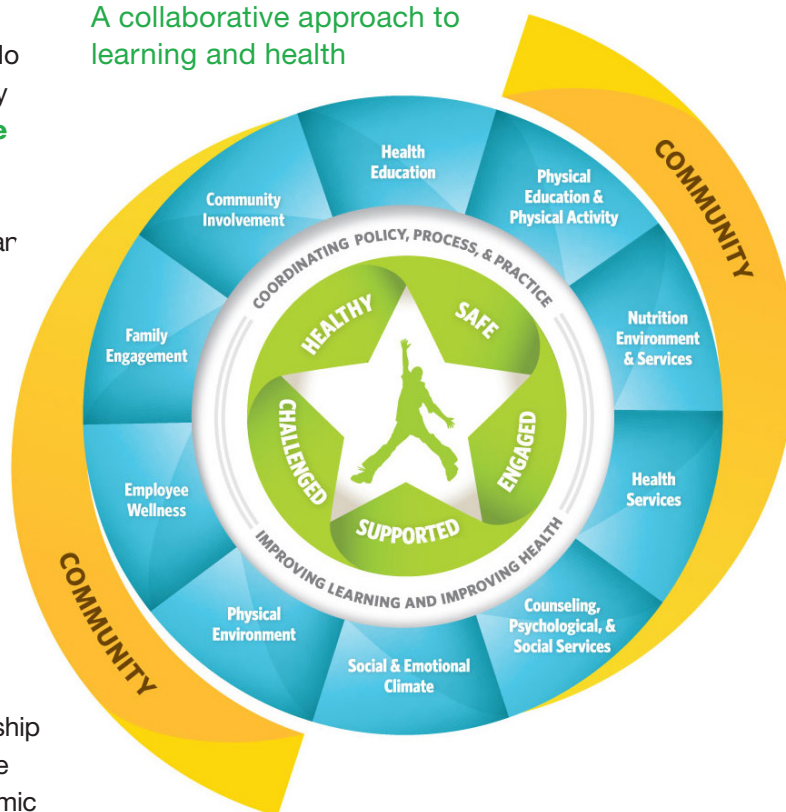 A collaborative approach to
learning and health
COMMUNITY
Health
Education
Physical
Education &
Physical Activity
Nutrition
Environment
& Services
Health
Services
Counseling,
Psychological, &
Social Services
Social & Emotional
Climate
Physical
Environment
Employee
Wellness
Family
Engagement
Community
Involvement
COORDINATING POLICY, PROCESS, & PRACTICE
IMPROVING LEARNING AND IMPROVING HEALTH
HEALTHY
SAFE
ENGAGED
SUPPORTED
CHALLENGED
COMMUNITY